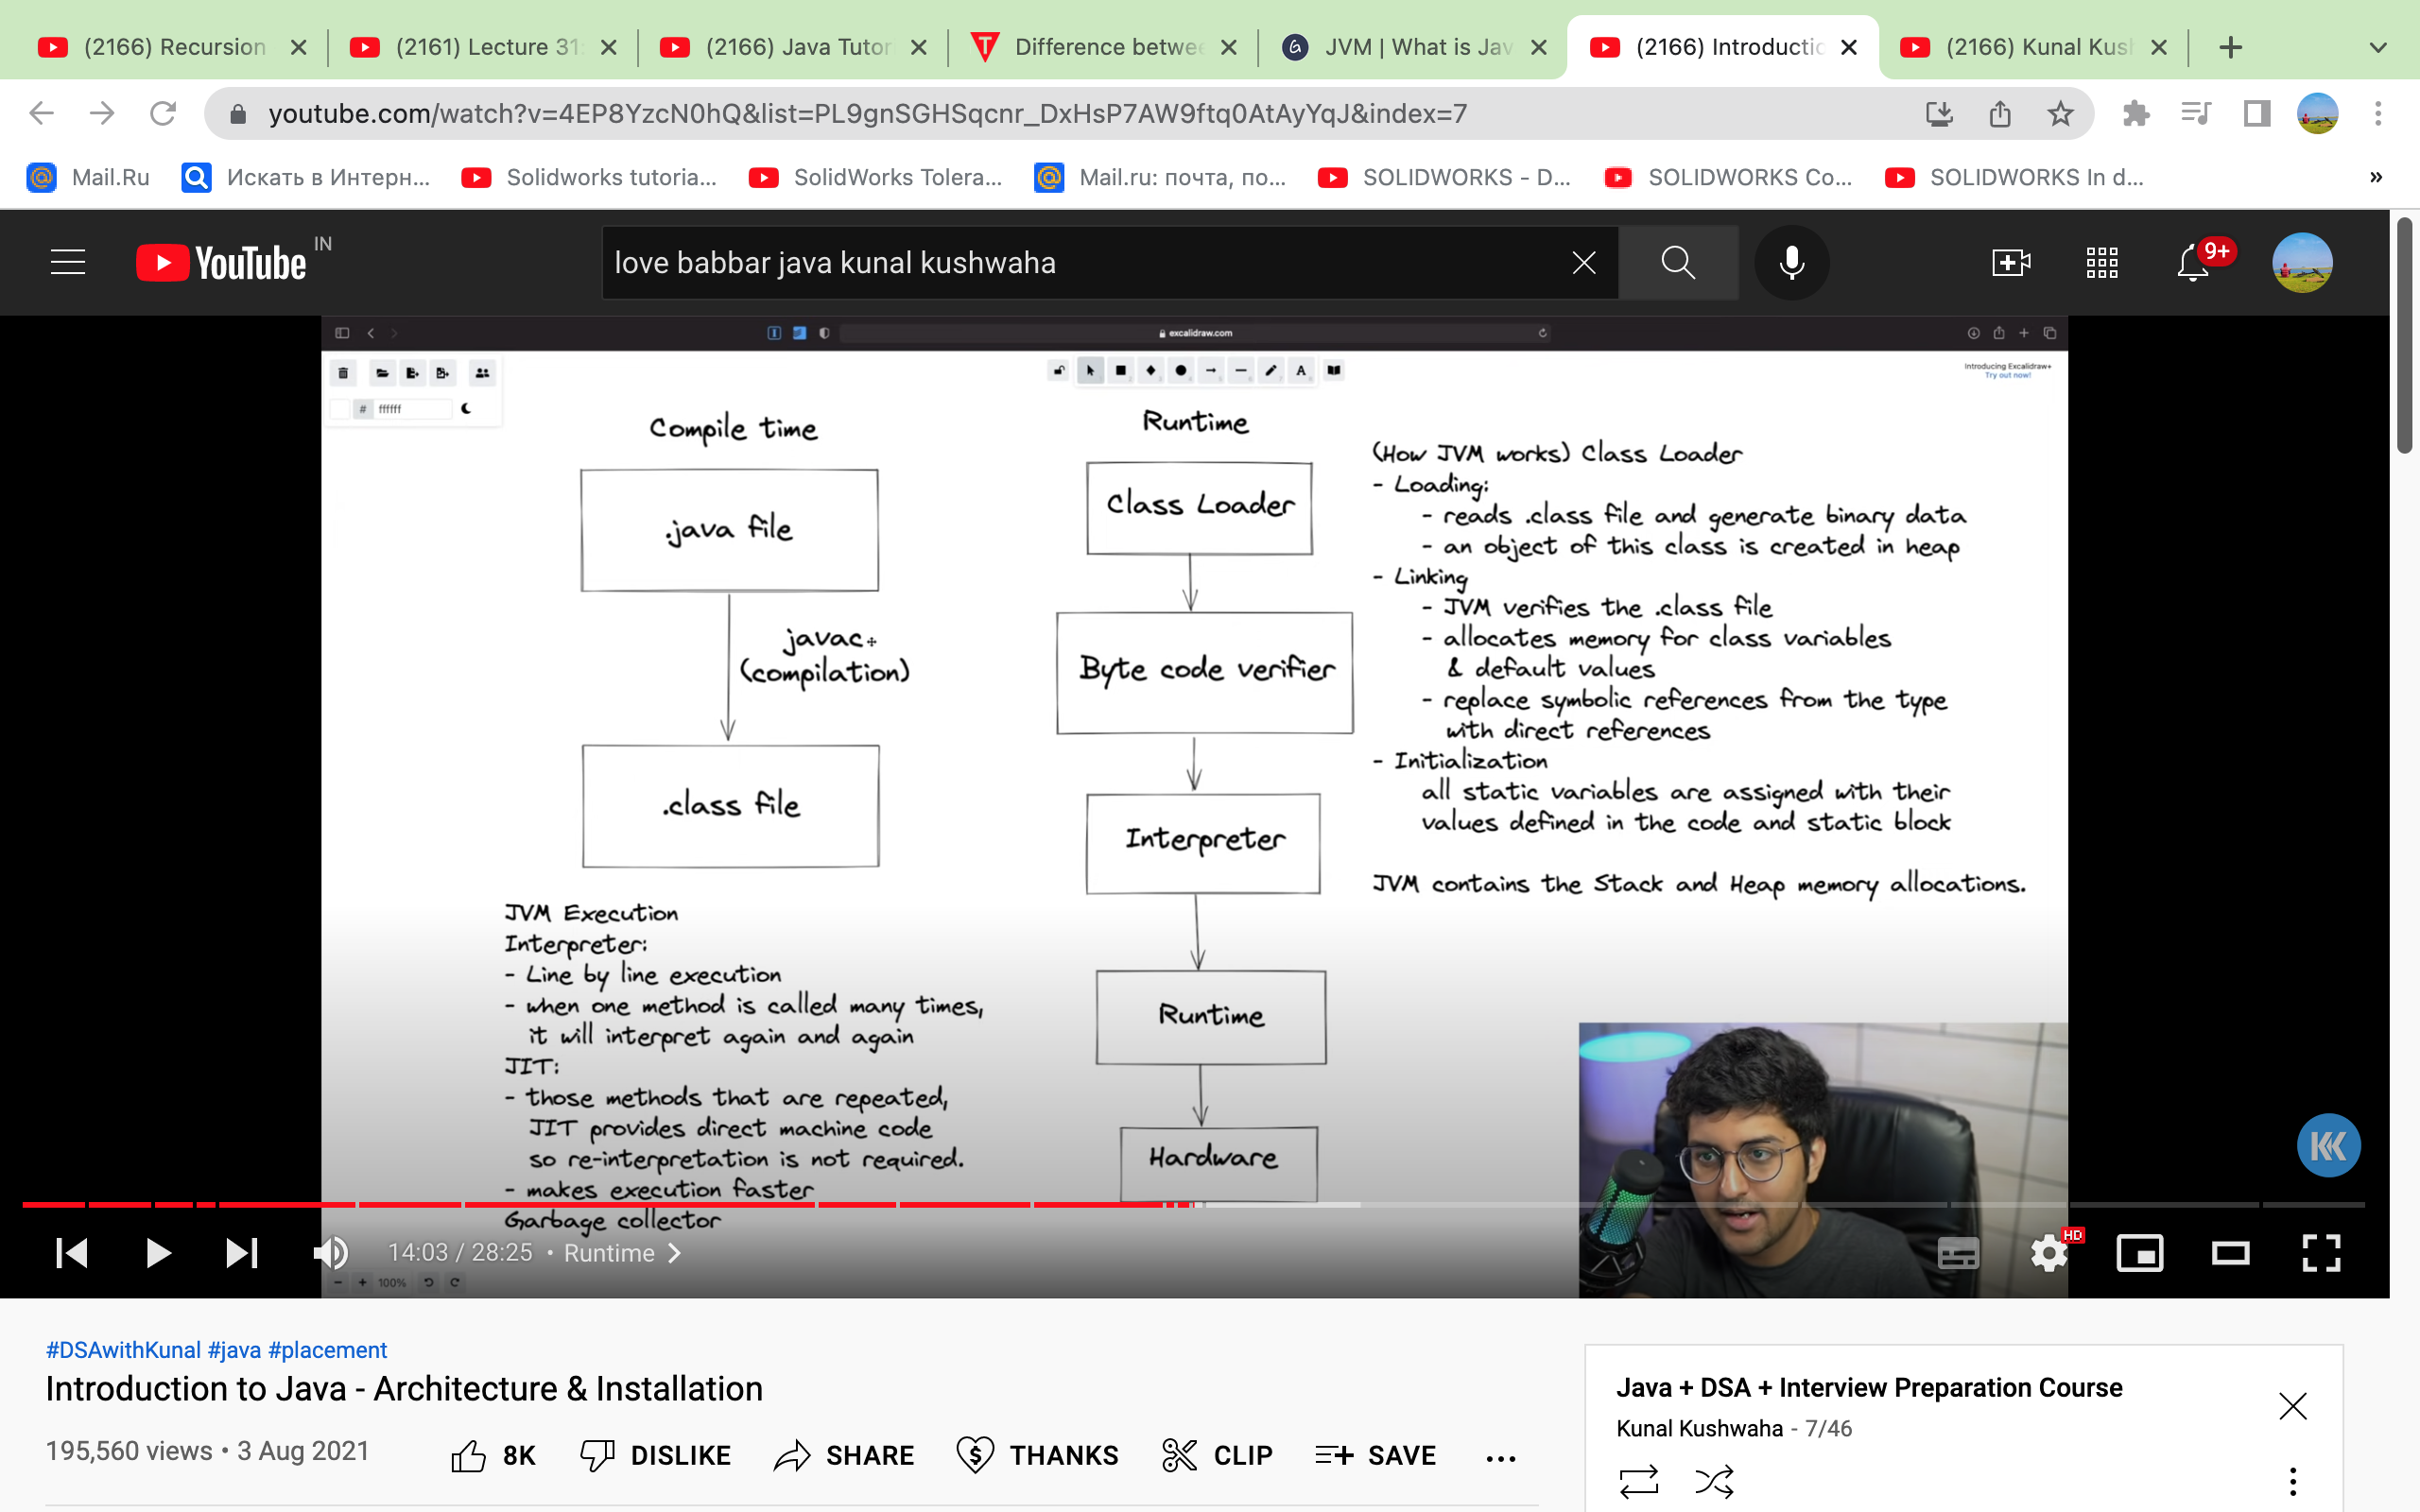 (2166) Recursion
(2161) Lecture 31:
(2166) Java Tutor
Difference betwee
JVM | What is Jav
(2166) Introductio
(2166) Kunal Kush
youtube.com/watch?v=4EP8YzcN0hQ&list=PL9gnSGHSqcnr_DxHsP7AW9ftq0AtAyYqJ&index=7
Mail.Ru
Искать в Интерн...
Solidworks tutoria...
SolidWorks Tolera...
Mail.ru: почта, по...
SOLIDWORKS - D...
SOLIDWORKS Co...
SOLIDWORKS In d...
»
YouTube IN
love babbar java kunal kushwaha
9+
excalidraw.com
Introducing Excalidraw+
Try out now!
# ffffff
A
Compile time
.java file
javac
(compilation)
.class file
JVM Execution
Interpreter:
- Line by line execution
- when one method is called many times,
it will interpret again and again
JIT:
- those methods that are repeated,
JIT provides direct machine code
so re-interpretation is not required.
- makes execution faster
Garbage collector
Runtime
Class Loader
Byte code verifier
Interpreter
Runtime
Hardware
(How JVM works) Class Loader
- Loading:
- reads .class file and generate binary data
- an object of this class is created in heap
- Linking
- JVM verifies the .class file
- allocates memory for class variables
& default values
- replace symbolic references from the type
with direct references
- Initialization
all static variables are assigned with their
values defined in the code and static block
JVM contains the Stack and Heap memory allocations.
KK
14:03 / 28:25 • Runtime
HD
- + 100%
#DSAwithKunal #java #placement
Introduction to Java - Architecture & Installation
195,560 views • 3 Aug 2021
8K
DISLIKE
SHARE
THANKS
CLIP
SAVE
...
Java + DSA + Interview Preparation Course
Kunal Kushwaha - 7/46